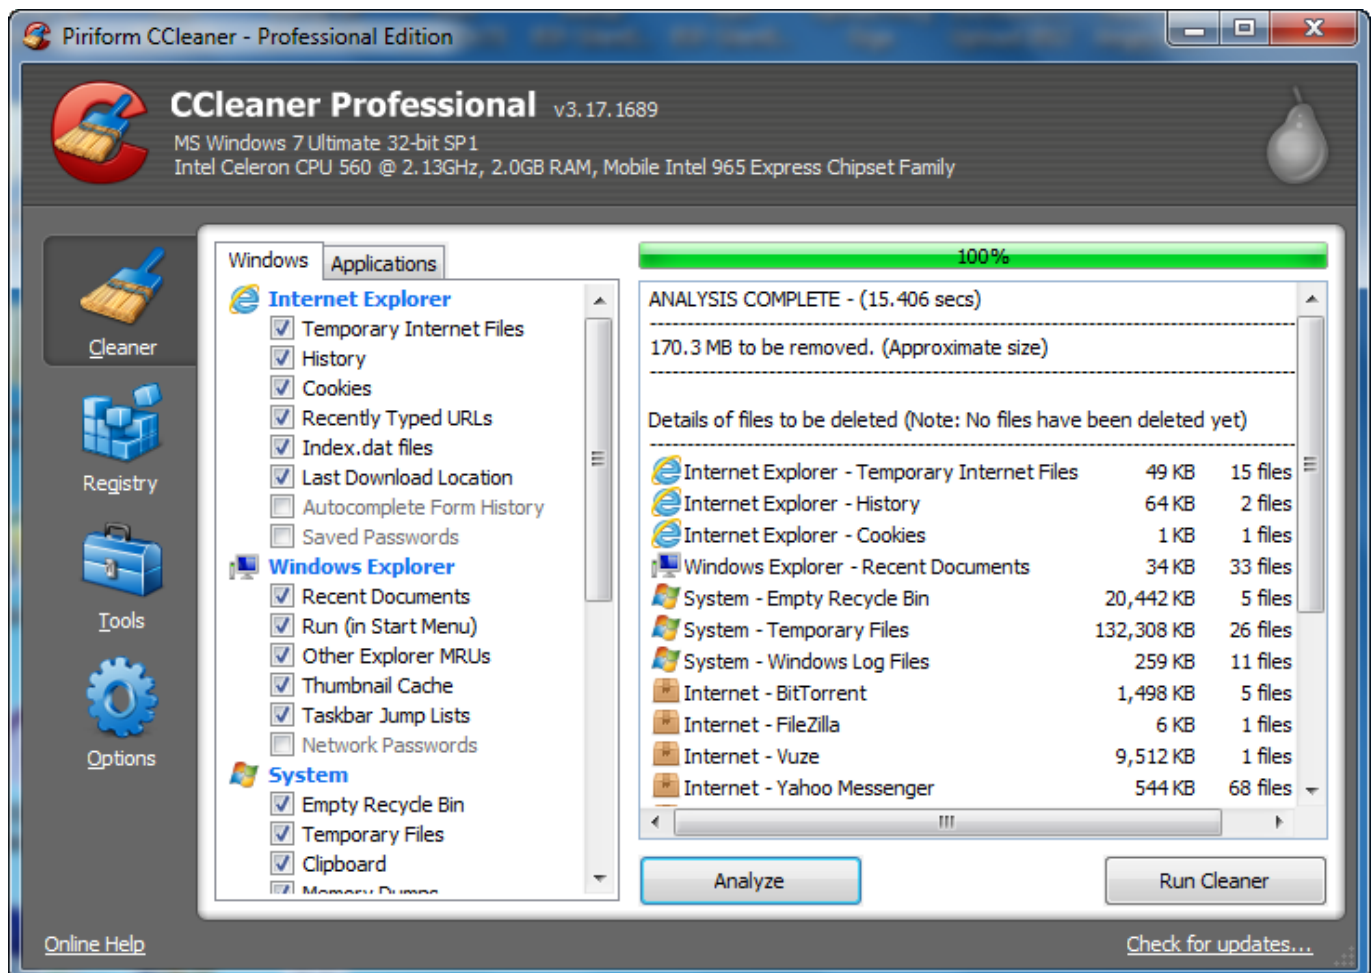 Piriform CCleaner - Professional Edition
CCleaner Professional v3.17.1689
MS Windows 7 Ultimate 32-bit SP1
Intel Celeron CPU 560 @ 2.13GHz, 2.0GB RAM, Mobile Intel 965 Express Chipset Family
Cleaner
Registry
Tools
Options
Windows
Applications
Internet Explorer
Temporary Internet Files
History
Cookies
Recently Typed URLs
Index.dat files
Last Download Location
Autocomplete Form History
Saved Passwords
Windows Explorer
Recent Documents
Run (in Start Menu)
Other Explorer MRUs
Thumbnail Cache
Taskbar Jump Lists
Network Passwords
System
Empty Recycle Bin
Temporary Files
Clipboard
Memory Dumps
100%
ANALYSIS COMPLETE - (15.406 secs)
170.3 MB to be removed. (Approximate size)
Details of files to be deleted (Note: No files have been deleted yet)
Internet Explorer - Temporary Internet Files 49 KB 15 files
Internet Explorer - History 64 KB 2 files
Internet Explorer - Cookies 1 KB 1 files
Windows Explorer - Recent Documents 34 KB 33 files
System - Empty Recycle Bin 20,442 KB 5 files
System - Temporary Files 132,308 KB 26 files
System - Windows Log Files 259 KB 11 files
Internet - BitTorrent 1,498 KB 5 files
Internet - FileZilla 6 KB 1 files
Internet - Vuze 9,512 KB 1 files
Internet - Yahoo Messenger 544 KB 68 files
Analyze
Run Cleaner
Online Help
Check for updates...